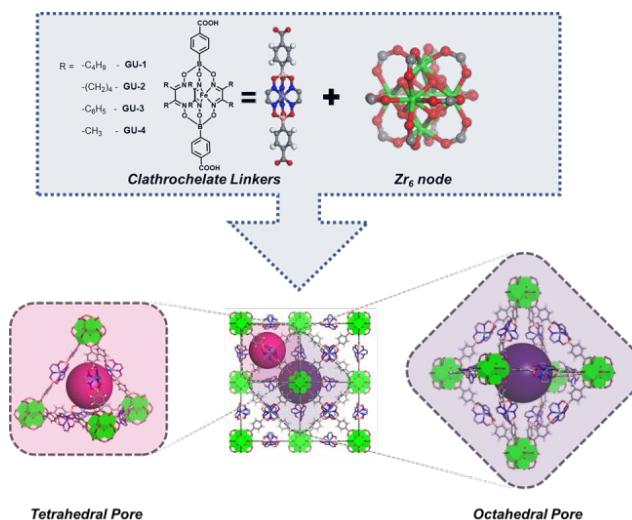 COOH
R = -C4H9 - GU-1
-(CH2)4 - GU-2
-C6H5 - GU-3
-CH3 - GU-4
B
O O O
R N N N R
Fe
R N N N R
O O O
B
COOH
=
+
Clathrochelate Linkers
Zr6 node
Tetrahedral Pore
Octahedral Pore